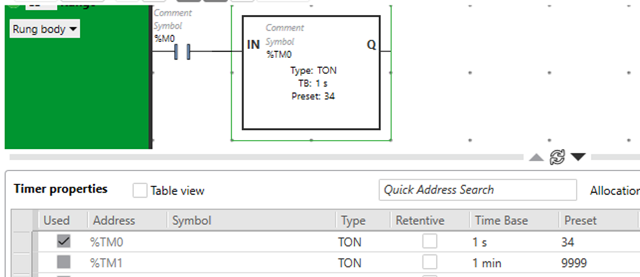 Rung body
Comment
Symbol
%M0
Comment
Symbol
IN
%TM0
Q
Type: TON
TB: 1 s
Preset: 34
Timer properties
Table view
Quick Address Search
Allocation
Used Address Symbol Type Retentive Time Base Preset
%TM0 TON 1 s 34
%TM1 TON 1 min 9999